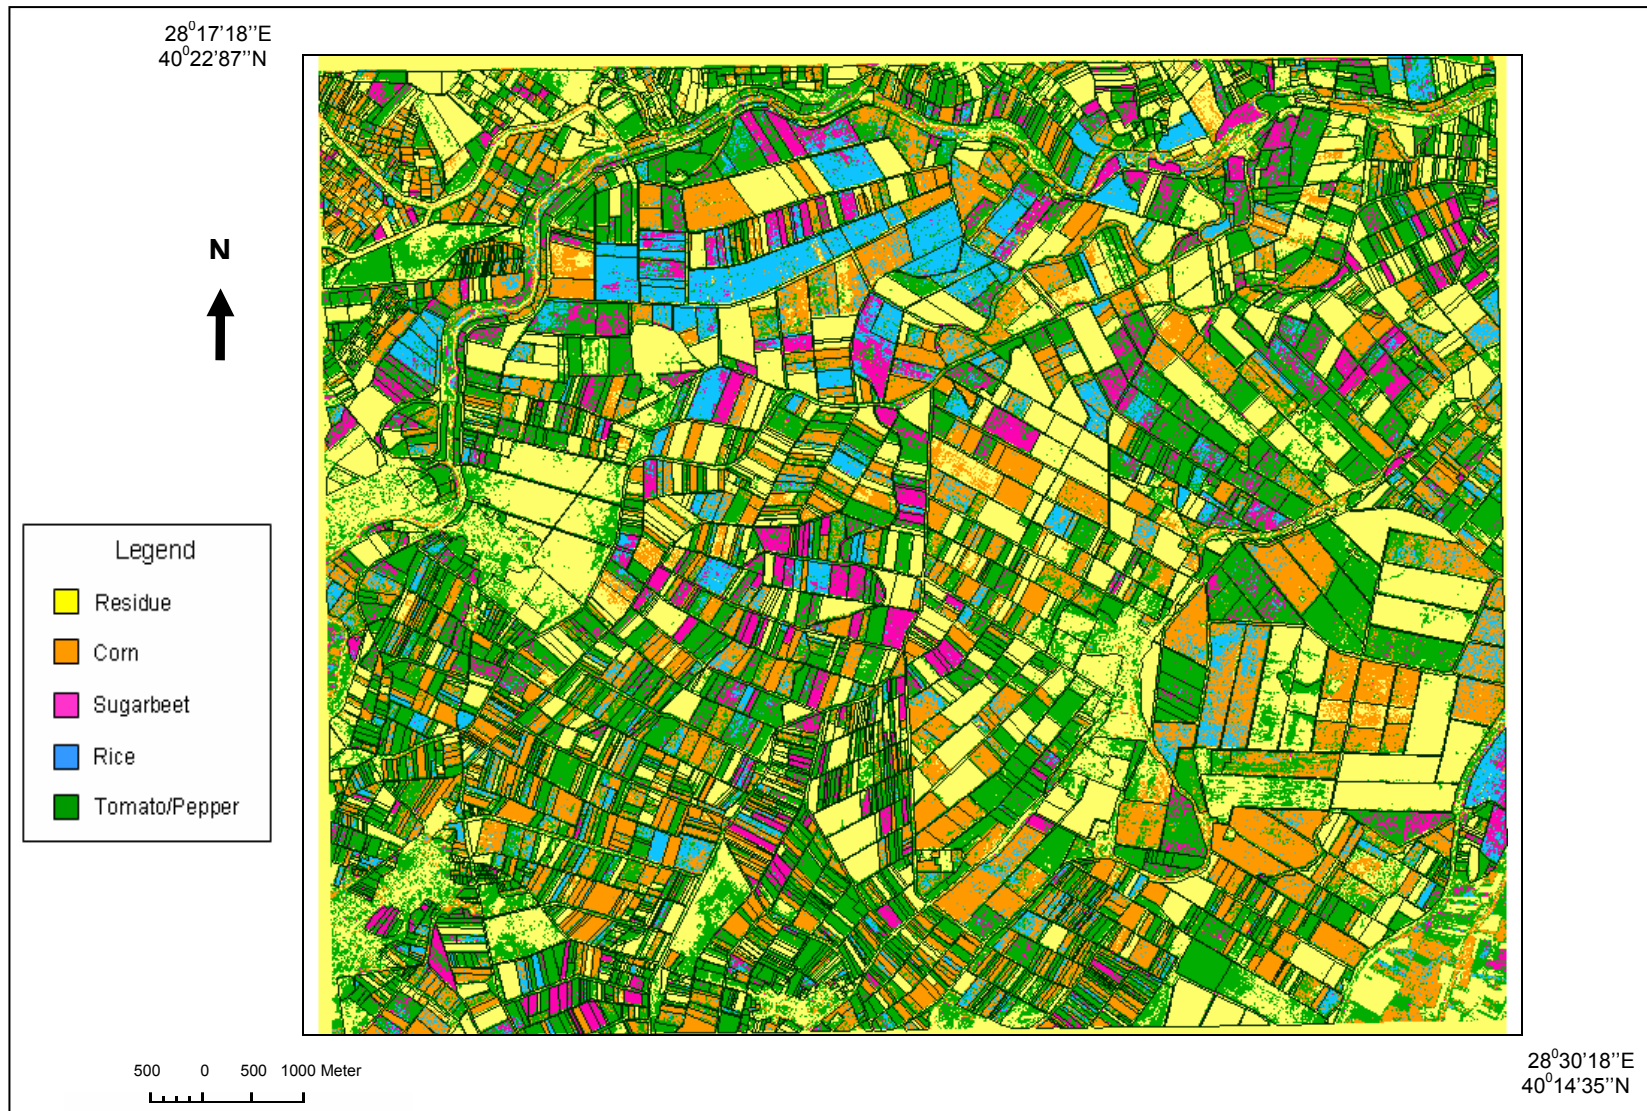 28⁰17'18''E
40⁰22'87''N
N
Legend
Residue
Corn
Sugarbeet
Rice
Tomato/Pepper
500 0 500 1000 Meter
28⁰30'18''E
40⁰14'35''N